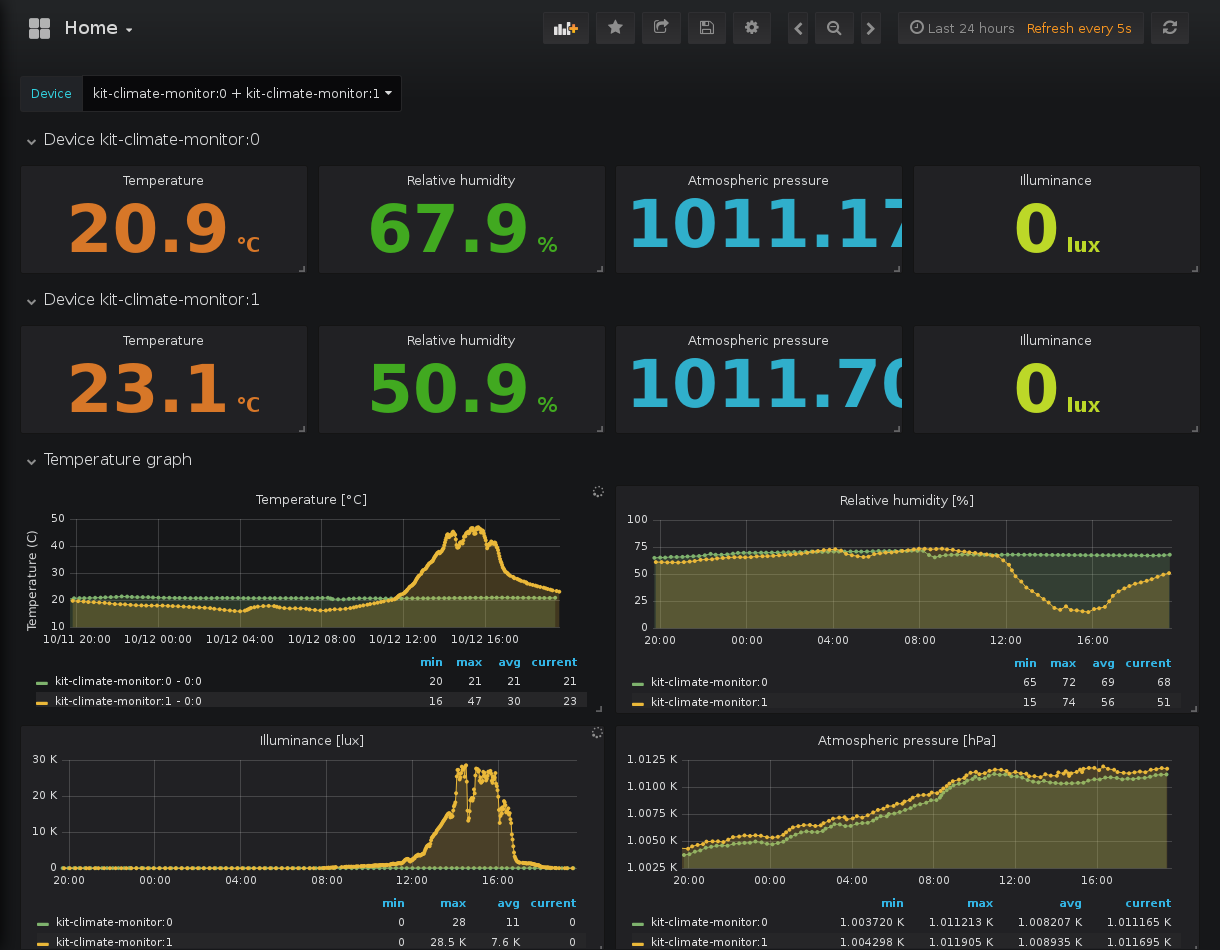 Home
Last 24 hours Refresh every 5s
Device kit-climate-monitor:0 + kit-climate-monitor:1
Device kit-climate-monitor:0
Temperature Relative humidity Atmospheric pressure Illuminance
20.9 °C 67.9 % 1011.17 0 lux
Device kit-climate-monitor:1
Temperature Relative humidity Atmospheric pressure Illuminance
23.1 °C 50.9 % 1011.70 0 lux
Temperature graph
Temperature [°C]
Temperature (C)
50
40
30
20
10
10/11 20:00 10/12 00:00 10/12 04:00 10/12 08:00 10/12 12:00 10/12 16:00
min max avg current
kit-climate-monitor:0 - 0:0 20 21 21 21
kit-climate-monitor:1 - 0:0 16 47 30 23
Relative humidity [%]
100
75
50
25
0
20:00 00:00 04:00 08:00 12:00 16:00
min max avg current
kit-climate-monitor:0 65 72 69 68
kit-climate-monitor:1 15 74 56 51
Illuminance [lux]
30 K
20 K
10 K
0
20:00 00:00 04:00 08:00 12:00 16:00
min max avg current
kit-climate-monitor:0 0 28 11 0
kit-climate-monitor:1 0 28.5 K 7.6 K 0
Atmospheric pressure [hPa]
1.0125 K
1.0100 K
1.0075 K
1.0050 K
1.0025 K
20:00 00:00 04:00 08:00 12:00 16:00
min max avg current
kit-climate-monitor:0 1.003720 K 1.011213 K 1.008207 K 1.011165 K
kit-climate-monitor:1 1.004298 K 1.011905 K 1.008935 K 1.011695 K